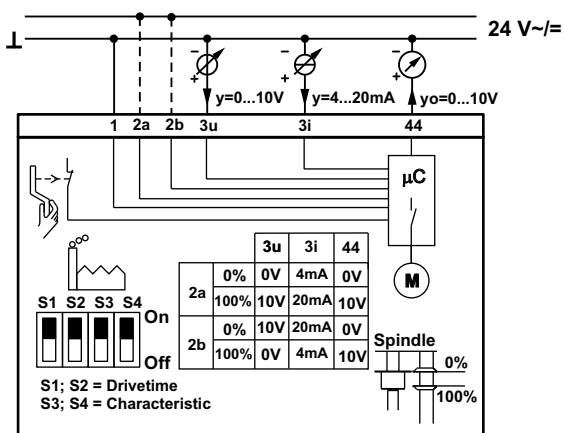 ⊥
24 V~/=
− − −
+ + +
y=0...10V y=4...20mA yo=0...10V
1 2a 2b 3u 3i 44
µC
M
3u 3i 44
2a 0% 0V 4mA 0V
100% 10V 20mA 10V
2b 0% 10V 20mA 0V
100% 0V 4mA 10V
S1 S2 S3 S4
On
Off
S1; S2 = Drivetime
S3; S4 = Characteristic
Spindle
0%
100%